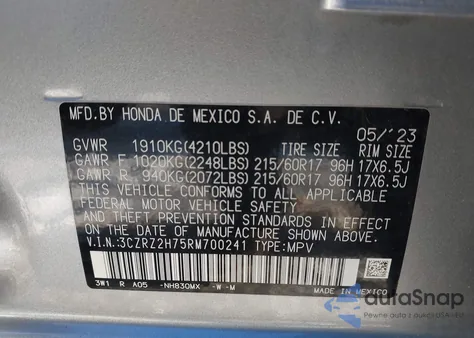 MFD.BY HONDA DE MEXICO S.A. DE C.V.
05/'23
GVWR 1910KG(4210LBS) TIRE SIZE RIM SIZE
GAWR F 1020KG(2248LBS) 215/60R17 96H 17X6.5J
GAWR R 940KG(2072LBS) 215/60R17 96H 17X6.5J
THIS VEHICLE CONFORMS TO ALL APPLICABLE
FEDERAL MOTOR VEHICLE SAFETY STANDARDS IN EFFECT
ON THE DATE OF MANUFACTURE SHOWN ABOVE.
V.I.N:3CZRZ2H75RM700241 TYPE:MPV
3W1 R A05 -NH830MX -W-M
MADE IN MEXICO
autoSnap
Pewne auto z USA